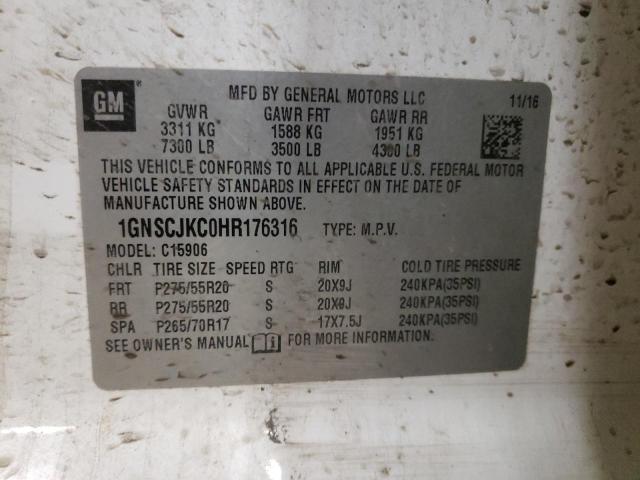 GM
MFD BY GENERAL MOTORS LLC 11/16
GVWR GAWR FRT GAWR RR
3311 KG 1588 KG 1951 KG
7300 LB 3500 LB 4300 LB
THIS VEHICLE CONFORMS TO ALL APPLICABLE U.S. FEDERAL MOTOR
VEHICLE SAFETY STANDARDS IN EFFECT ON THE DATE OF
MANUFACTURE SHOWN ABOVE.
1GNSCJKC0HR176316 TYPE: M.P.V.
MODEL: C15906
CHLR TIRE SIZE SPEED RTG RIM COLD TIRE PRESSURE
FRT P275/55R20 S 20X9J 240KPA(35PSI)
RR P275/55R20 S 20X9J 240KPA(35PSI)
SPA P265/70R17 S 17X7.5J 240KPA(35PSI)
SEE OWNER'S MANUAL FOR MORE INFORMATION.